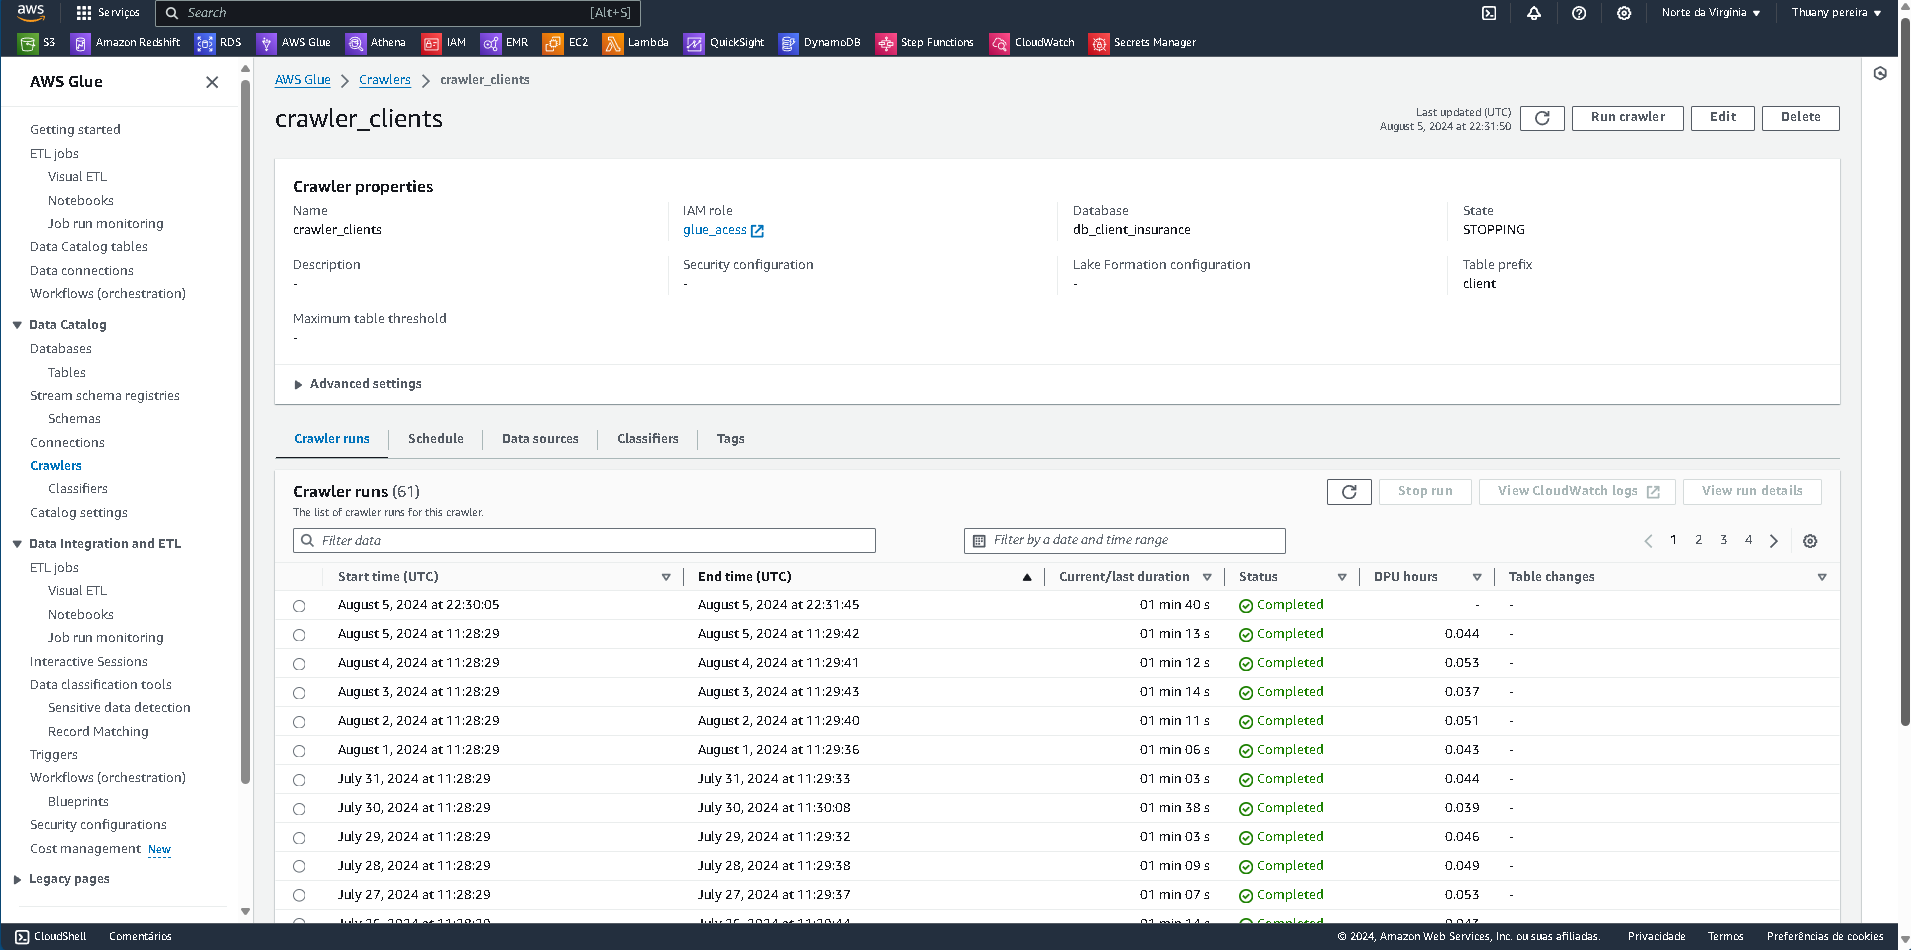 aws
Serviços
Search
[Alt+S]
Norte da Virgínia
Thuany pereira
S3
Amazon Redshift
RDS
AWS Glue
Athena
IAM
EMR
EC2
Lambda
QuickSight
DynamoDB
Step Functions
CloudWatch
Secrets Manager
AWS Glue
Getting started
ETL jobs
Visual ETL
Notebooks
Job run monitoring
Data Catalog tables
Data connections
Workflows (orchestration)
Data Catalog
Databases
Tables
Stream schema registries
Schemas
Connections
Crawlers
Classifiers
Catalog settings
Data Integration and ETL
ETL jobs
Visual ETL
Notebooks
Job run monitoring
Interactive Sessions
Data classification tools
Sensitive data detection
Record Matching
Triggers
Workflows (orchestration)
Blueprints
Security configurations
Cost management New
Legacy pages
AWS Glue
Crawlers
crawler_clients
crawler_clients
Last updated (UTC)
August 5, 2024 at 22:31:50
Run crawler
Edit
Delete
Crawler properties
Name
crawler_clients
IAM role
glue_acess
Database
db_client_insurance
State
STOPPING
Description
-
Security configuration
-
Lake Formation configuration
-
Table prefix
client
Maximum table threshold
-
Advanced settings
Crawler runs
Schedule
Data sources
Classifiers
Tags
Crawler runs (61)
The list of crawler runs for this crawler.
Stop run
View CloudWatch logs
View run details
Filter data
Filter by a date and time range
1 2 3 4
Start time (UTC) End time (UTC) Current/last duration Status DPU hours Table changes
August 5, 2024 at 22:30:05 August 5, 2024 at 22:31:45 01 min 40 s Completed - -
August 5, 2024 at 11:28:29 August 5, 2024 at 11:29:42 01 min 13 s Completed 0.044 -
August 4, 2024 at 11:28:29 August 4, 2024 at 11:29:41 01 min 12 s Completed 0.053 -
August 3, 2024 at 11:28:29 August 3, 2024 at 11:29:43 01 min 14 s Completed 0.037 -
August 2, 2024 at 11:28:29 August 2, 2024 at 11:29:40 01 min 11 s Completed 0.051 -
August 1, 2024 at 11:28:29 August 1, 2024 at 11:29:36 01 min 06 s Completed 0.043 -
July 31, 2024 at 11:28:29 July 31, 2024 at 11:29:33 01 min 03 s Completed 0.044 -
July 30, 2024 at 11:28:29 July 30, 2024 at 11:30:08 01 min 38 s Completed 0.039 -
July 29, 2024 at 11:28:29 July 29, 2024 at 11:29:32 01 min 03 s Completed 0.046 -
July 28, 2024 at 11:28:29 July 28, 2024 at 11:29:38 01 min 09 s Completed 0.049 -
July 27, 2024 at 11:28:29 July 27, 2024 at 11:29:37 01 min 07 s Completed 0.053 -
CloudShell
Comentários
© 2024, Amazon Web Services, Inc. ou suas afiliadas.
Privacidade
Termos
Preferências de cookies